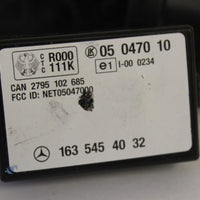 C T C R000 111K
05 0470 10
e1 I-00 0234
CAN 2795 102 685
FCC ID: NET05047000
163 545 40 32